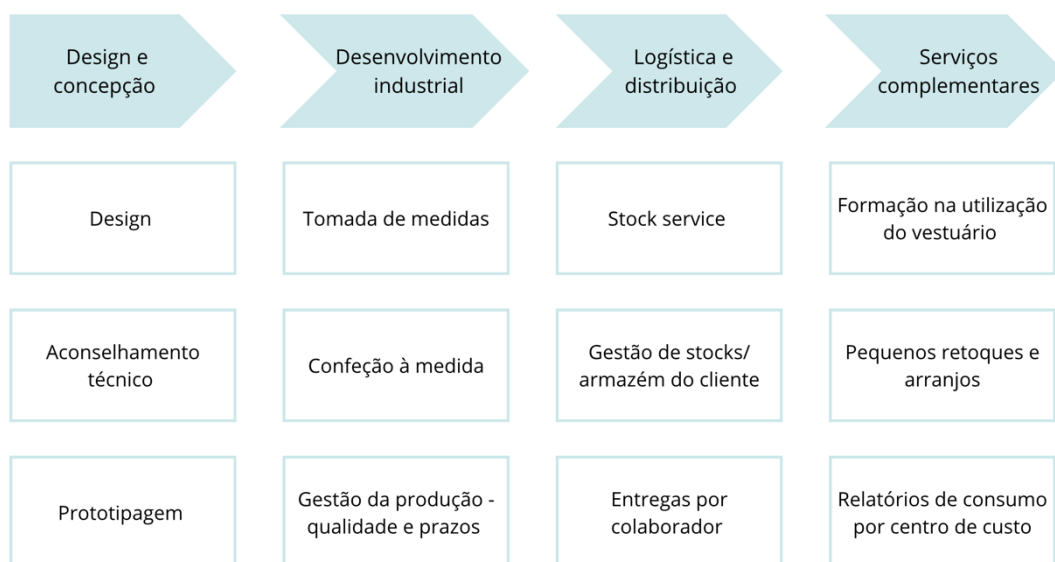 Design e
concepção
Desenvolvimento
industrial
Logística e
distribuição
Serviços
complementares
Design
Tomada de medidas
Stock service
Formação na utilização
do vestuário
Aconselhamento
técnico
Confeção à medida
Gestão de stocks/
armazém do cliente
Pequenos retoques e
arranjos
Prototipagem
Gestão da produção -
qualidade e prazos
Entregas por
colaborador
Relatórios de consumo
por centro de custo